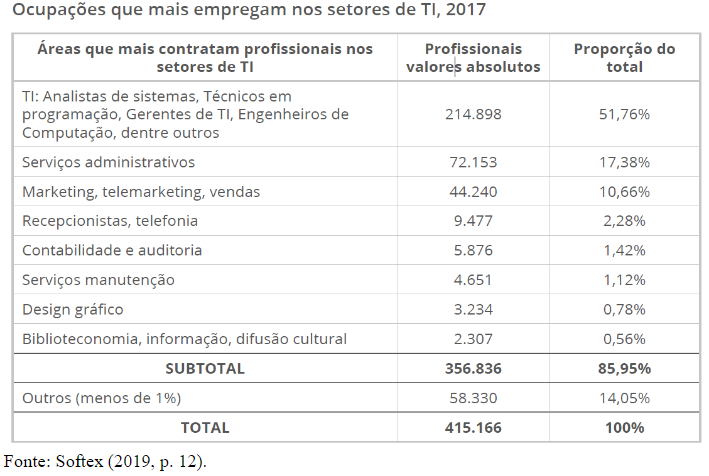 Ocupações que mais empregam nos setores de TI, 2017
Áreas que mais contratam profissionais nos setores de TI | Profissionais valores absolutos | Proporção do total
TI: Analistas de sistemas, Técnicos em programação, Gerentes de TI, Engenheiros de Computação, dentre outros | 214.898 | 51,76%
Serviços administrativos | 72.153 | 17,38%
Marketing, telemarketing, vendas | 44.240 | 10,66%
Recepcionistas, telefonia | 9.477 | 2,28%
Contabilidade e auditoria | 5.876 | 1,42%
Serviços manutenção | 4.651 | 1,12%
Design gráfico | 3.234 | 0,78%
Biblioteconomia, informação, difusão cultural | 2.307 | 0,56%
SUBTOTAL | 356.836 | 85,95%
Outros (menos de 1%) | 58.330 | 14,05%
TOTAL | 415.166 | 100%
Fonte: Softex (2019, p. 12).